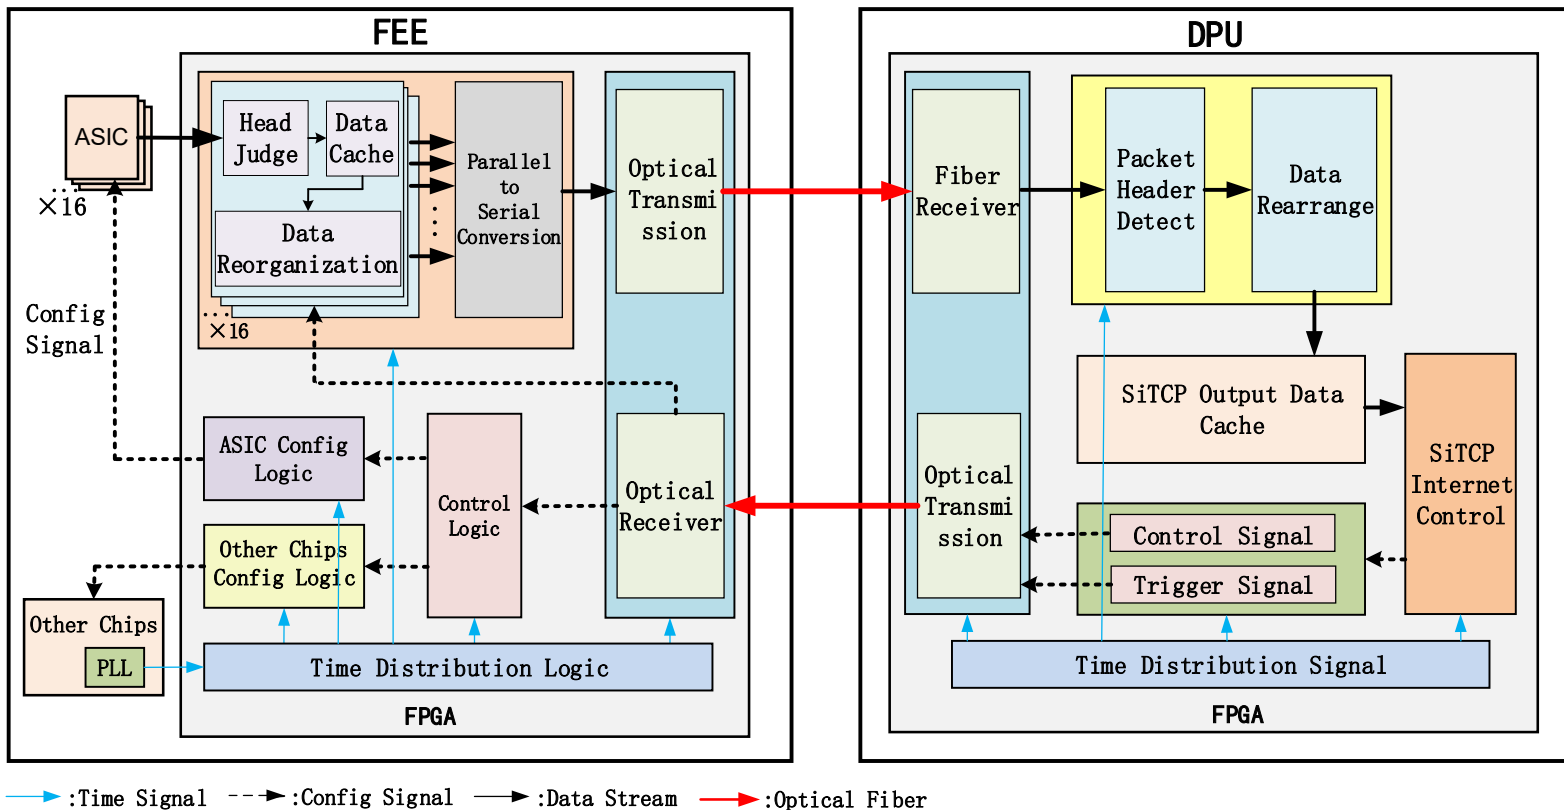 FEE
ASIC
×16
Config
Signal
Head
Judge
Data
Cache
Data
Reorganization
×16
Parallel
to
Serial
Conversion
Optical
Transmi
ssion
ASIC Config
Logic
Other Chips
Config Logic
Control
Logic
Optical
Receiver
Other Chips
PLL
Time Distribution Logic
FPGA
DPU
Fiber
Receiver
Packet
Header
Detect
Data
Rearrange
SiTCP Output Data
Cache
SiTCP
Internet
Control
Optical
Transmi
ssion
Control Signal
Trigger Signal
Time Distribution Signal
FPGA
:Time Signal
:Config Signal
:Data Stream
:Optical Fiber